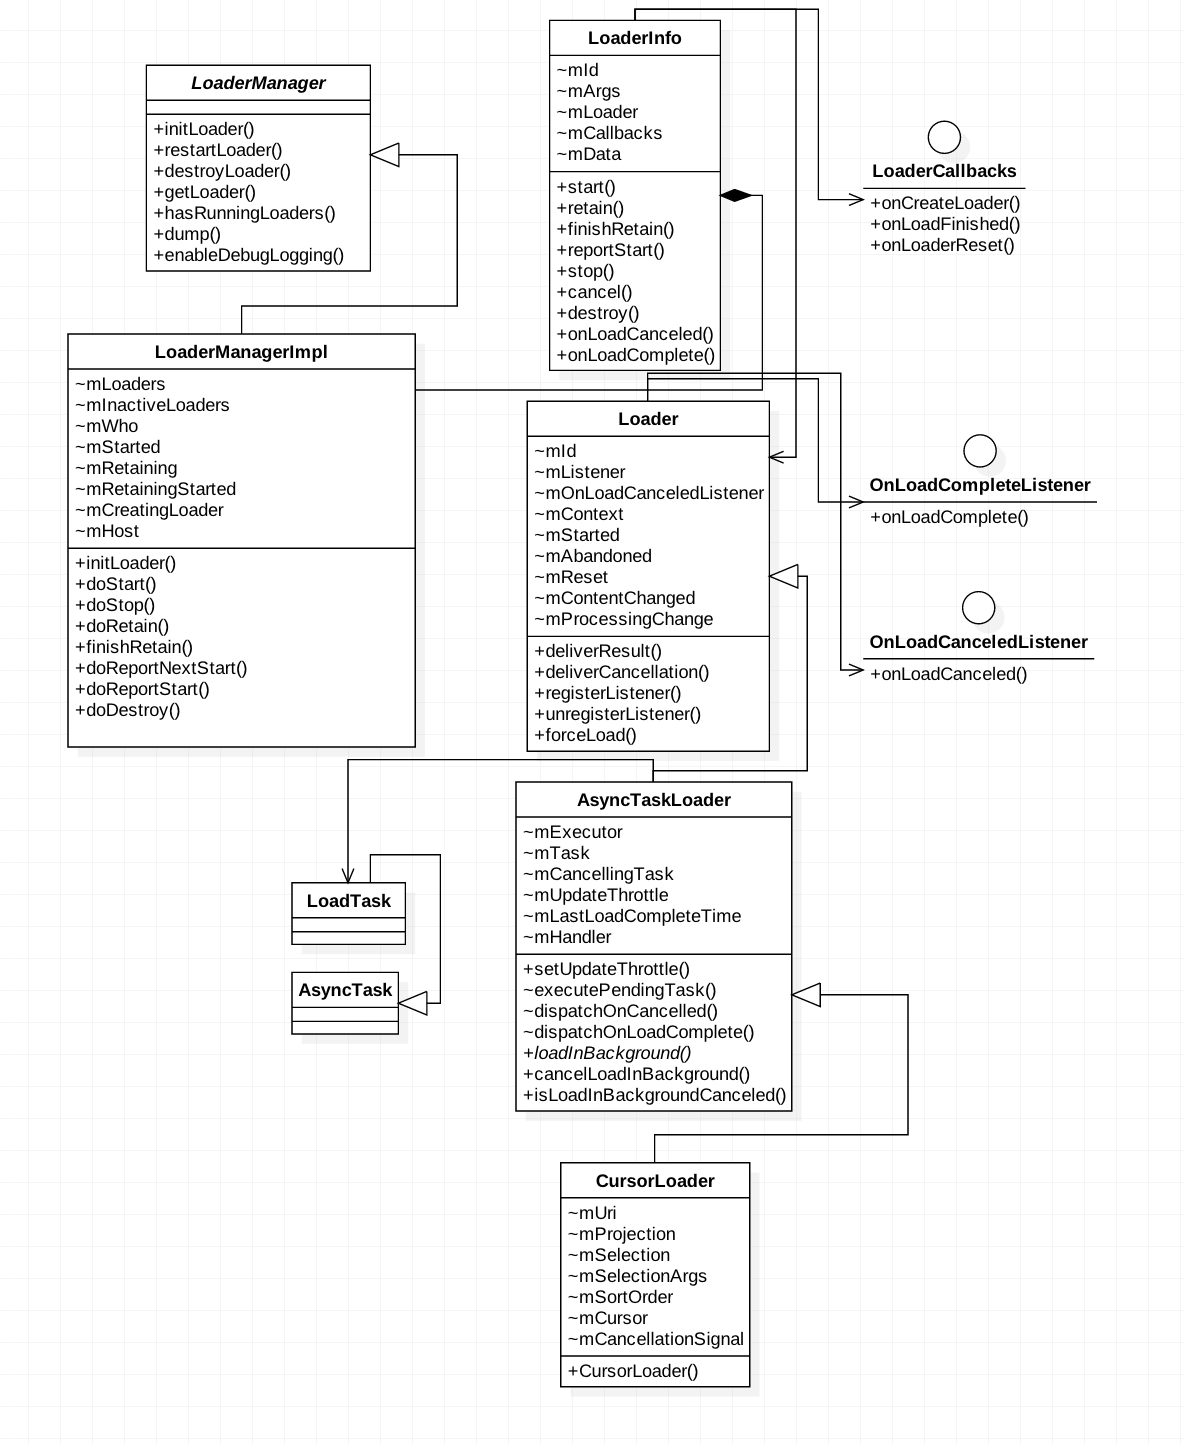 LoaderManager
+initLoader()
+restartLoader()
+destroyLoader()
+getLoader()
+hasRunningLoaders()
+dump()
+enableDebugLogging()
LoaderInfo
~mId
~mArgs
~mLoader
~mCallbacks
~mData
+start()
+retain()
+finishRetain()
+reportStart()
+stop()
+cancel()
+destroy()
+onLoadCanceled()
+onLoadComplete()
LoaderCallbacks
+onCreateLoader()
+onLoadFinished()
+onLoaderReset()
LoaderManagerImpl
~mLoaders
~mInactiveLoaders
~mWho
~mStarted
~mRetaining
~mRetainingStarted
~mCreatingLoader
~mHost
+initLoader()
+doStart()
+doStop()
+doRetain()
+finishRetain()
+doReportNextStart()
+doReportStart()
+doDestroy()
Loader
~mId
~mListener
~mOnLoadCanceledListener
~mContext
~mStarted
~mAbandoned
~mReset
~mContentChanged
~mProcessingChange
+deliverResult()
+deliverCancellation()
+registerListener()
+unregisterListener()
+forceLoad()
OnLoadCompleteListener
+onLoadComplete()
OnLoadCanceledListener
+onLoadCanceled()
LoadTask
AsyncTask
AsyncTaskLoader
~mExecutor
~mTask
~mCancellingTask
~mUpdateThrottle
~mLastLoadCompleteTime
~mHandler
+setUpdateThrottle()
~executePendingTask()
~dispatchOnCancelled()
~dispatchOnLoadComplete()
+loadInBackground()
+cancelLoadInBackground()
+isLoadInBackgroundCanceled()
CursorLoader
~mUri
~mProjection
~mSelection
~mSelectionArgs
~mSortOrder
~mCursor
~mCancellationSignal
+CursorLoader()